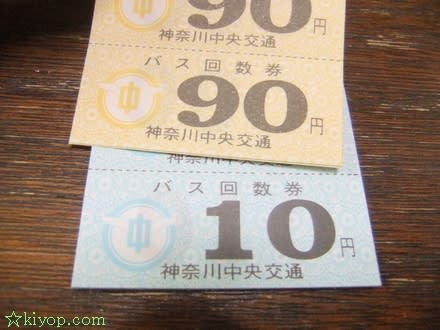 90円
神奈川中央交通
バス回数券
中
90円
神奈川中央交通
バス回数券
中
10円
神奈川中央交通
☆kiyop.com